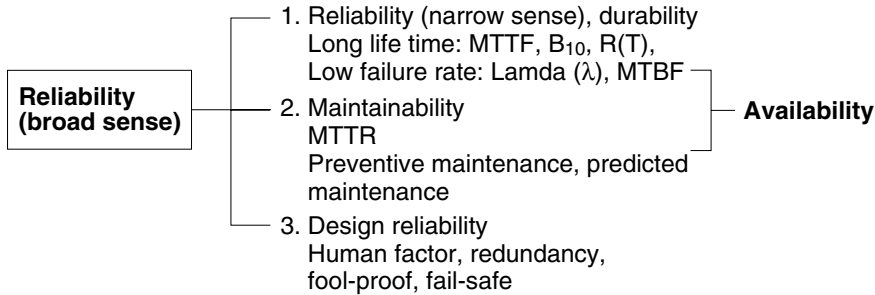 1. Reliability (narrow sense), durability
Long life time: MTTF, B₁₀, R(T),
Low failure rate: Lamda (λ), MTBF
Reliability
(broad sense)
2. Maintainability
MTTR
Preventive maintenance, predicted
maintenance
Availability
3. Design reliability
Human factor, redundancy,
fool-proof, fail-safe